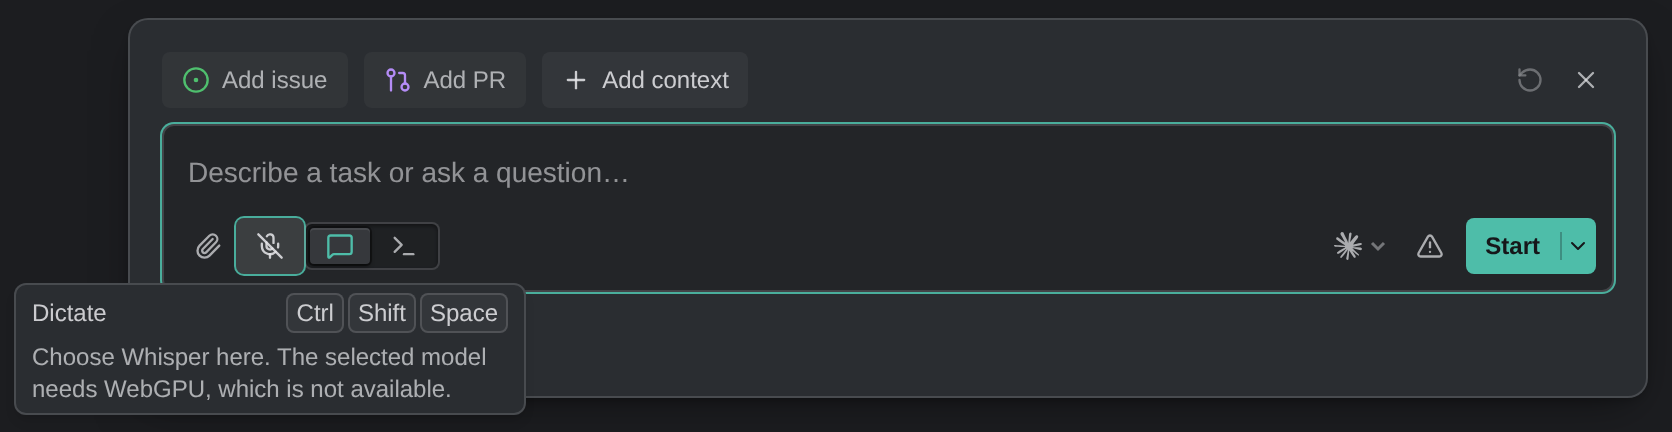 Add issue
Add PR
Add context
Describe a task or ask a question…
Start
Dictate
Ctrl Shift Space
Choose Whisper here. The selected model
needs WebGPU, which is not available.